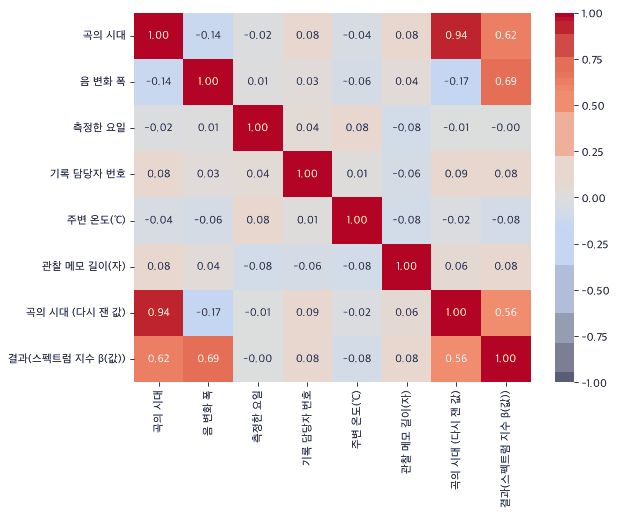 곡의 시대 1.00 -0.14 -0.02 0.08 -0.04 0.08 0.94 0.62
음 변화 폭 -0.14 1.00 0.01 0.03 -0.06 0.04 -0.17 0.69
측정한 요일 -0.02 0.01 1.00 0.04 0.08 -0.08 -0.01 -0.00
기록 담당자 번호 0.08 0.03 0.04 1.00 0.01 -0.06 0.09 0.08
주변 온도(℃) -0.04 -0.06 0.08 0.01 1.00 -0.08 -0.02 -0.08
관찰 메모 길이(자) 0.08 0.04 -0.08 -0.06 -0.08 1.00 0.06 0.08
곡의 시대 (다시 잰 값) 0.94 -0.17 -0.01 0.09 -0.02 0.06 1.00 0.56
결과(스펙트럼 지수 β(값)) 0.62 0.69 -0.00 0.08 -0.08 0.08 0.56 1.00
곡의 시대
음 변화 폭
측정한 요일
기록 담당자 번호
주변 온도(℃)
관찰 메모 길이(자)
곡의 시대 (다시 잰 값)
결과(스펙트럼 지수 β(값))
1.00
0.75
0.50
0.25
0.00
-0.25
-0.50
-0.75
-1.00